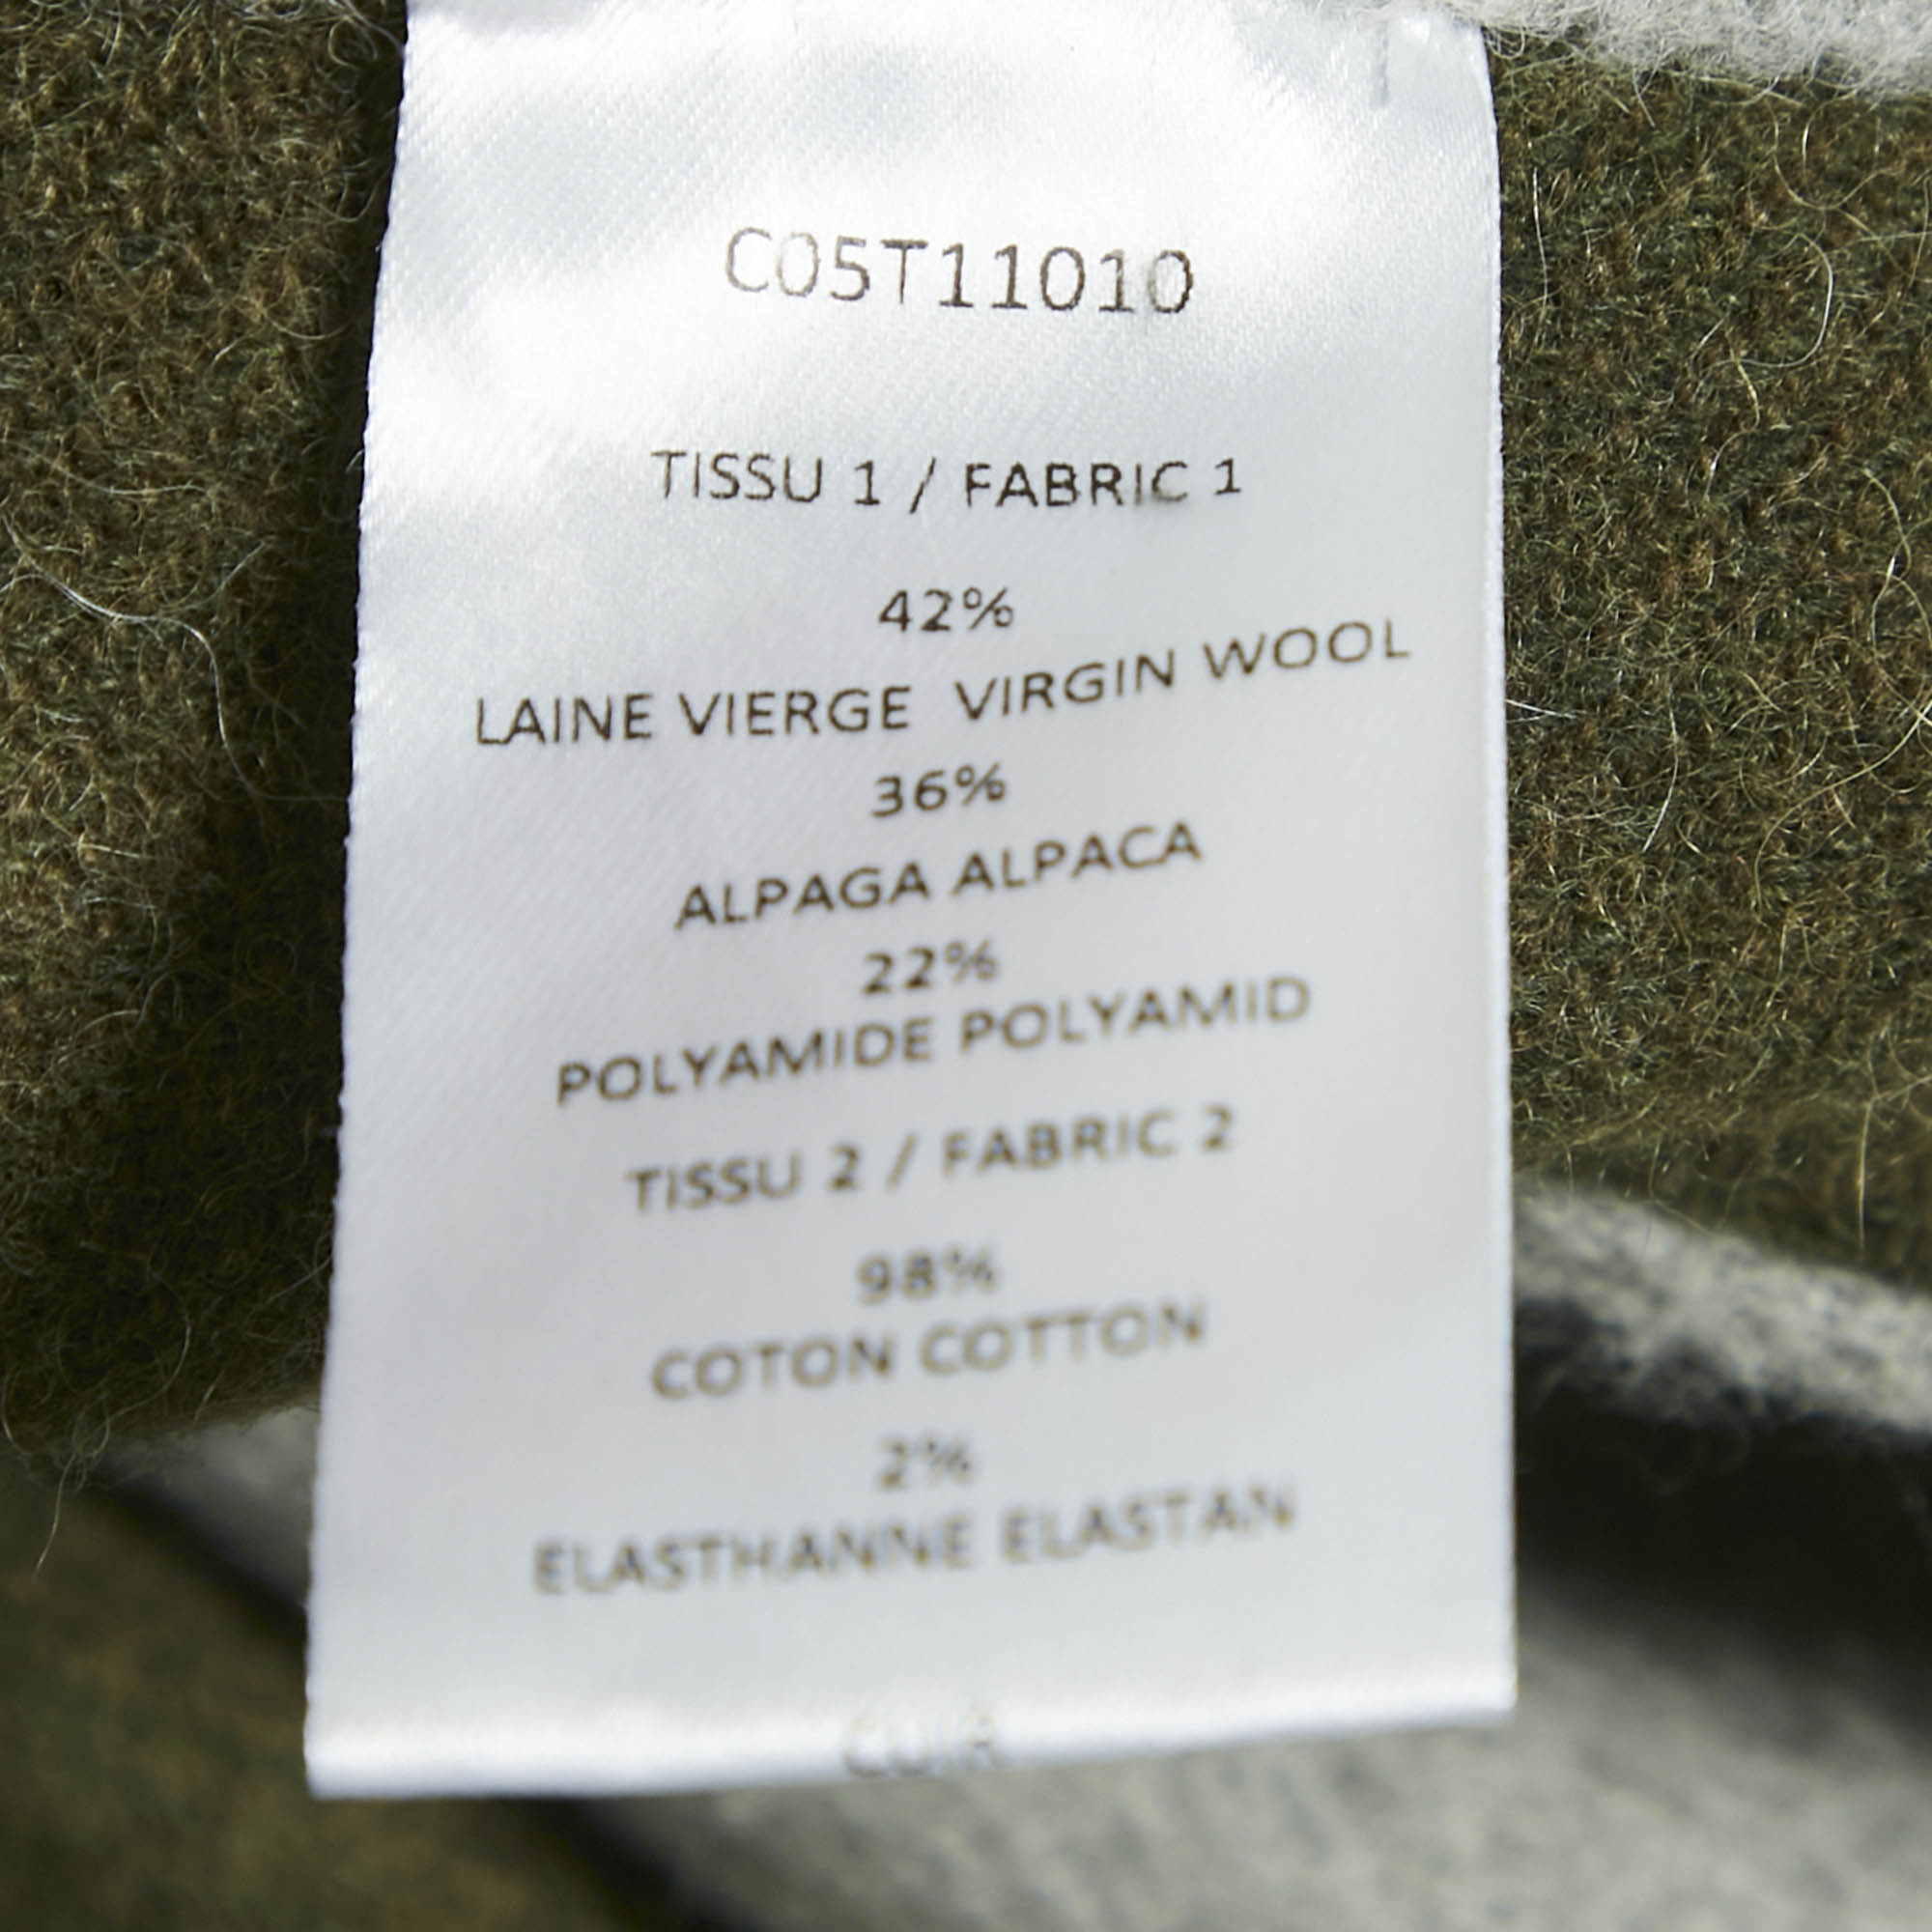 C05T11010
TISSU 1 / FABRIC 1
42%
LAINE VIERGE VIRGIN WOOL
36%
ALPAGA ALPACA
22%
POLYAMIDE POLYAMID
TISSU 2 / FABRIC 2
98%
COTON COTTON
2%
ELASTHANNE ELASTAN
CUIR